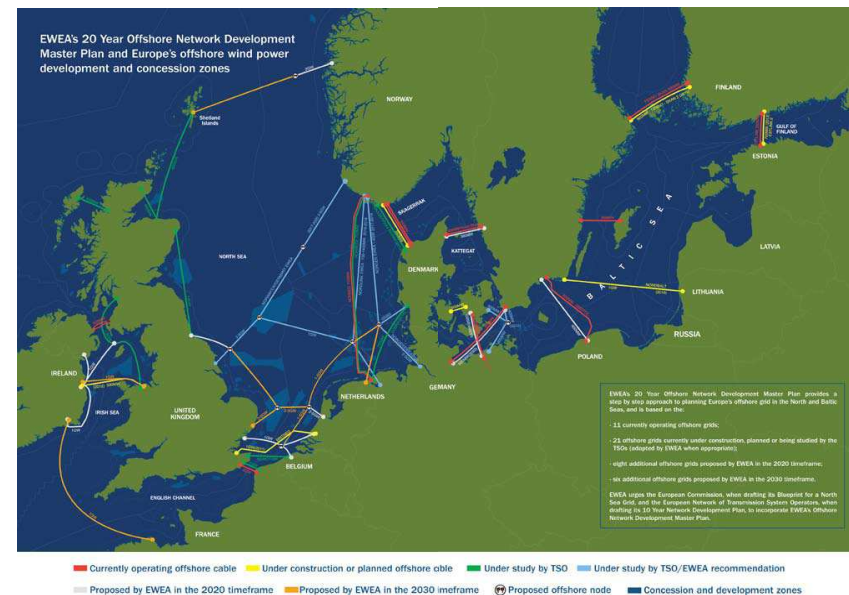 EWEA's 20 Year Offshore Network Development
Master Plan and Europe's offshore wind power
development and concession zones
NORWAY
FINLAND
Shetland
Islands
GULF OF
FINLAND
ESTONIA
SKAGERRAK
BALTIC SEA
NORTH SEA
KATTEGAT
LATVIA
DENMARK
LITHUANIA
RUSSIA
POLAND
IRELAND
GEMANY
NETHERLANDS
IRISH SEA
UNITED
KINGDOM
BELGIUM
ENGLISH CHANNEL
FRANCE
EWEA's 20 Year Offshore Network Development Master Plan provides a
step by step approach to planning Europe's offshore grid in the North and Baltic
Seas, and is based on the:
- 11 currently operating offshore grids;
- 21 offshore grids currently under construction, planned or being studied by the
TSOs (adopted by EWEA when appropriate);
- eight additional offshore grids proposed by EWEA in the 2020 timeframe;
- six additional offshore grids proposed by EWEA in the 2030 timeframe.
EWEA urges the European Commission, when drafting its Blueprint for a North
Sea Grid, and the European Network of Transmission System Operators, when
drafting its 10 Year Network Development Plan, to incorporate EWEA's Offshore
Network Development Master Plan.
Currently operating offshore cable
Under construction or planned offshore cble
Under study by TSO
Under study by TSO/EWEA recommendation
Proposed by EWEA in the 2020 timeframe
Proposed by EWEA in the 2030 imeframe
Proposed offshore node
Concession and development zones